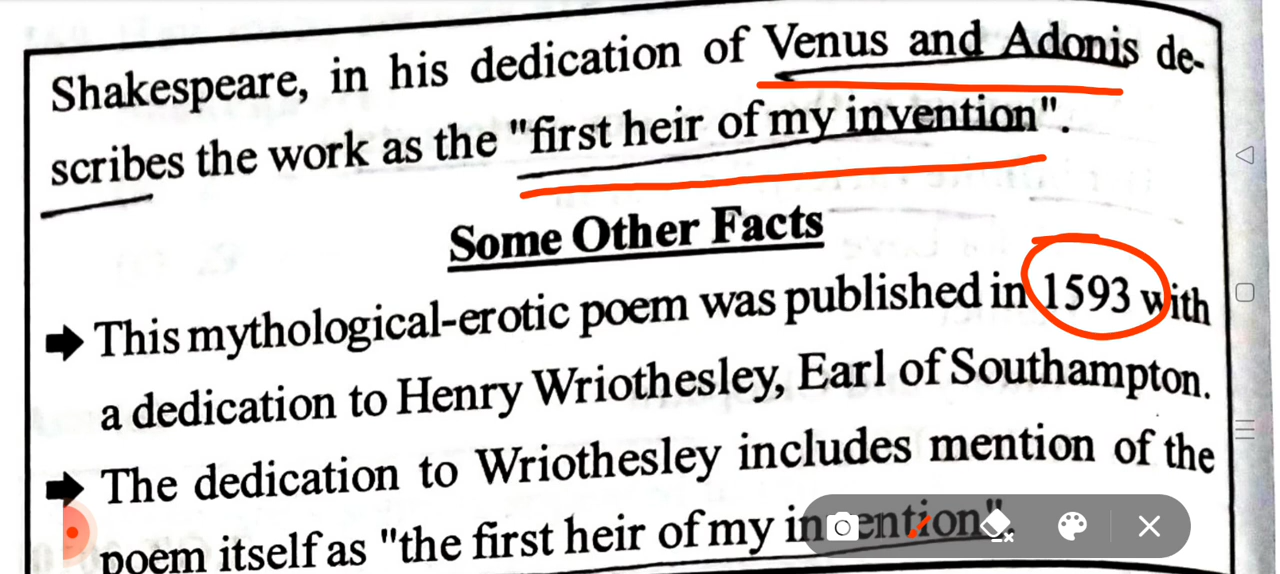 Shakespeare, in his dedication of Venus and Adonis de-
scribes the work as the "first heir of my invention".
Some Other Facts
➡ This mythological-erotic poem was published in 1593 with
a dedication to Henry Wriothesley, Earl of Southampton.
➡ The dedication to Wriothesley includes mention of the
poem itself as "the first heir of my invention".